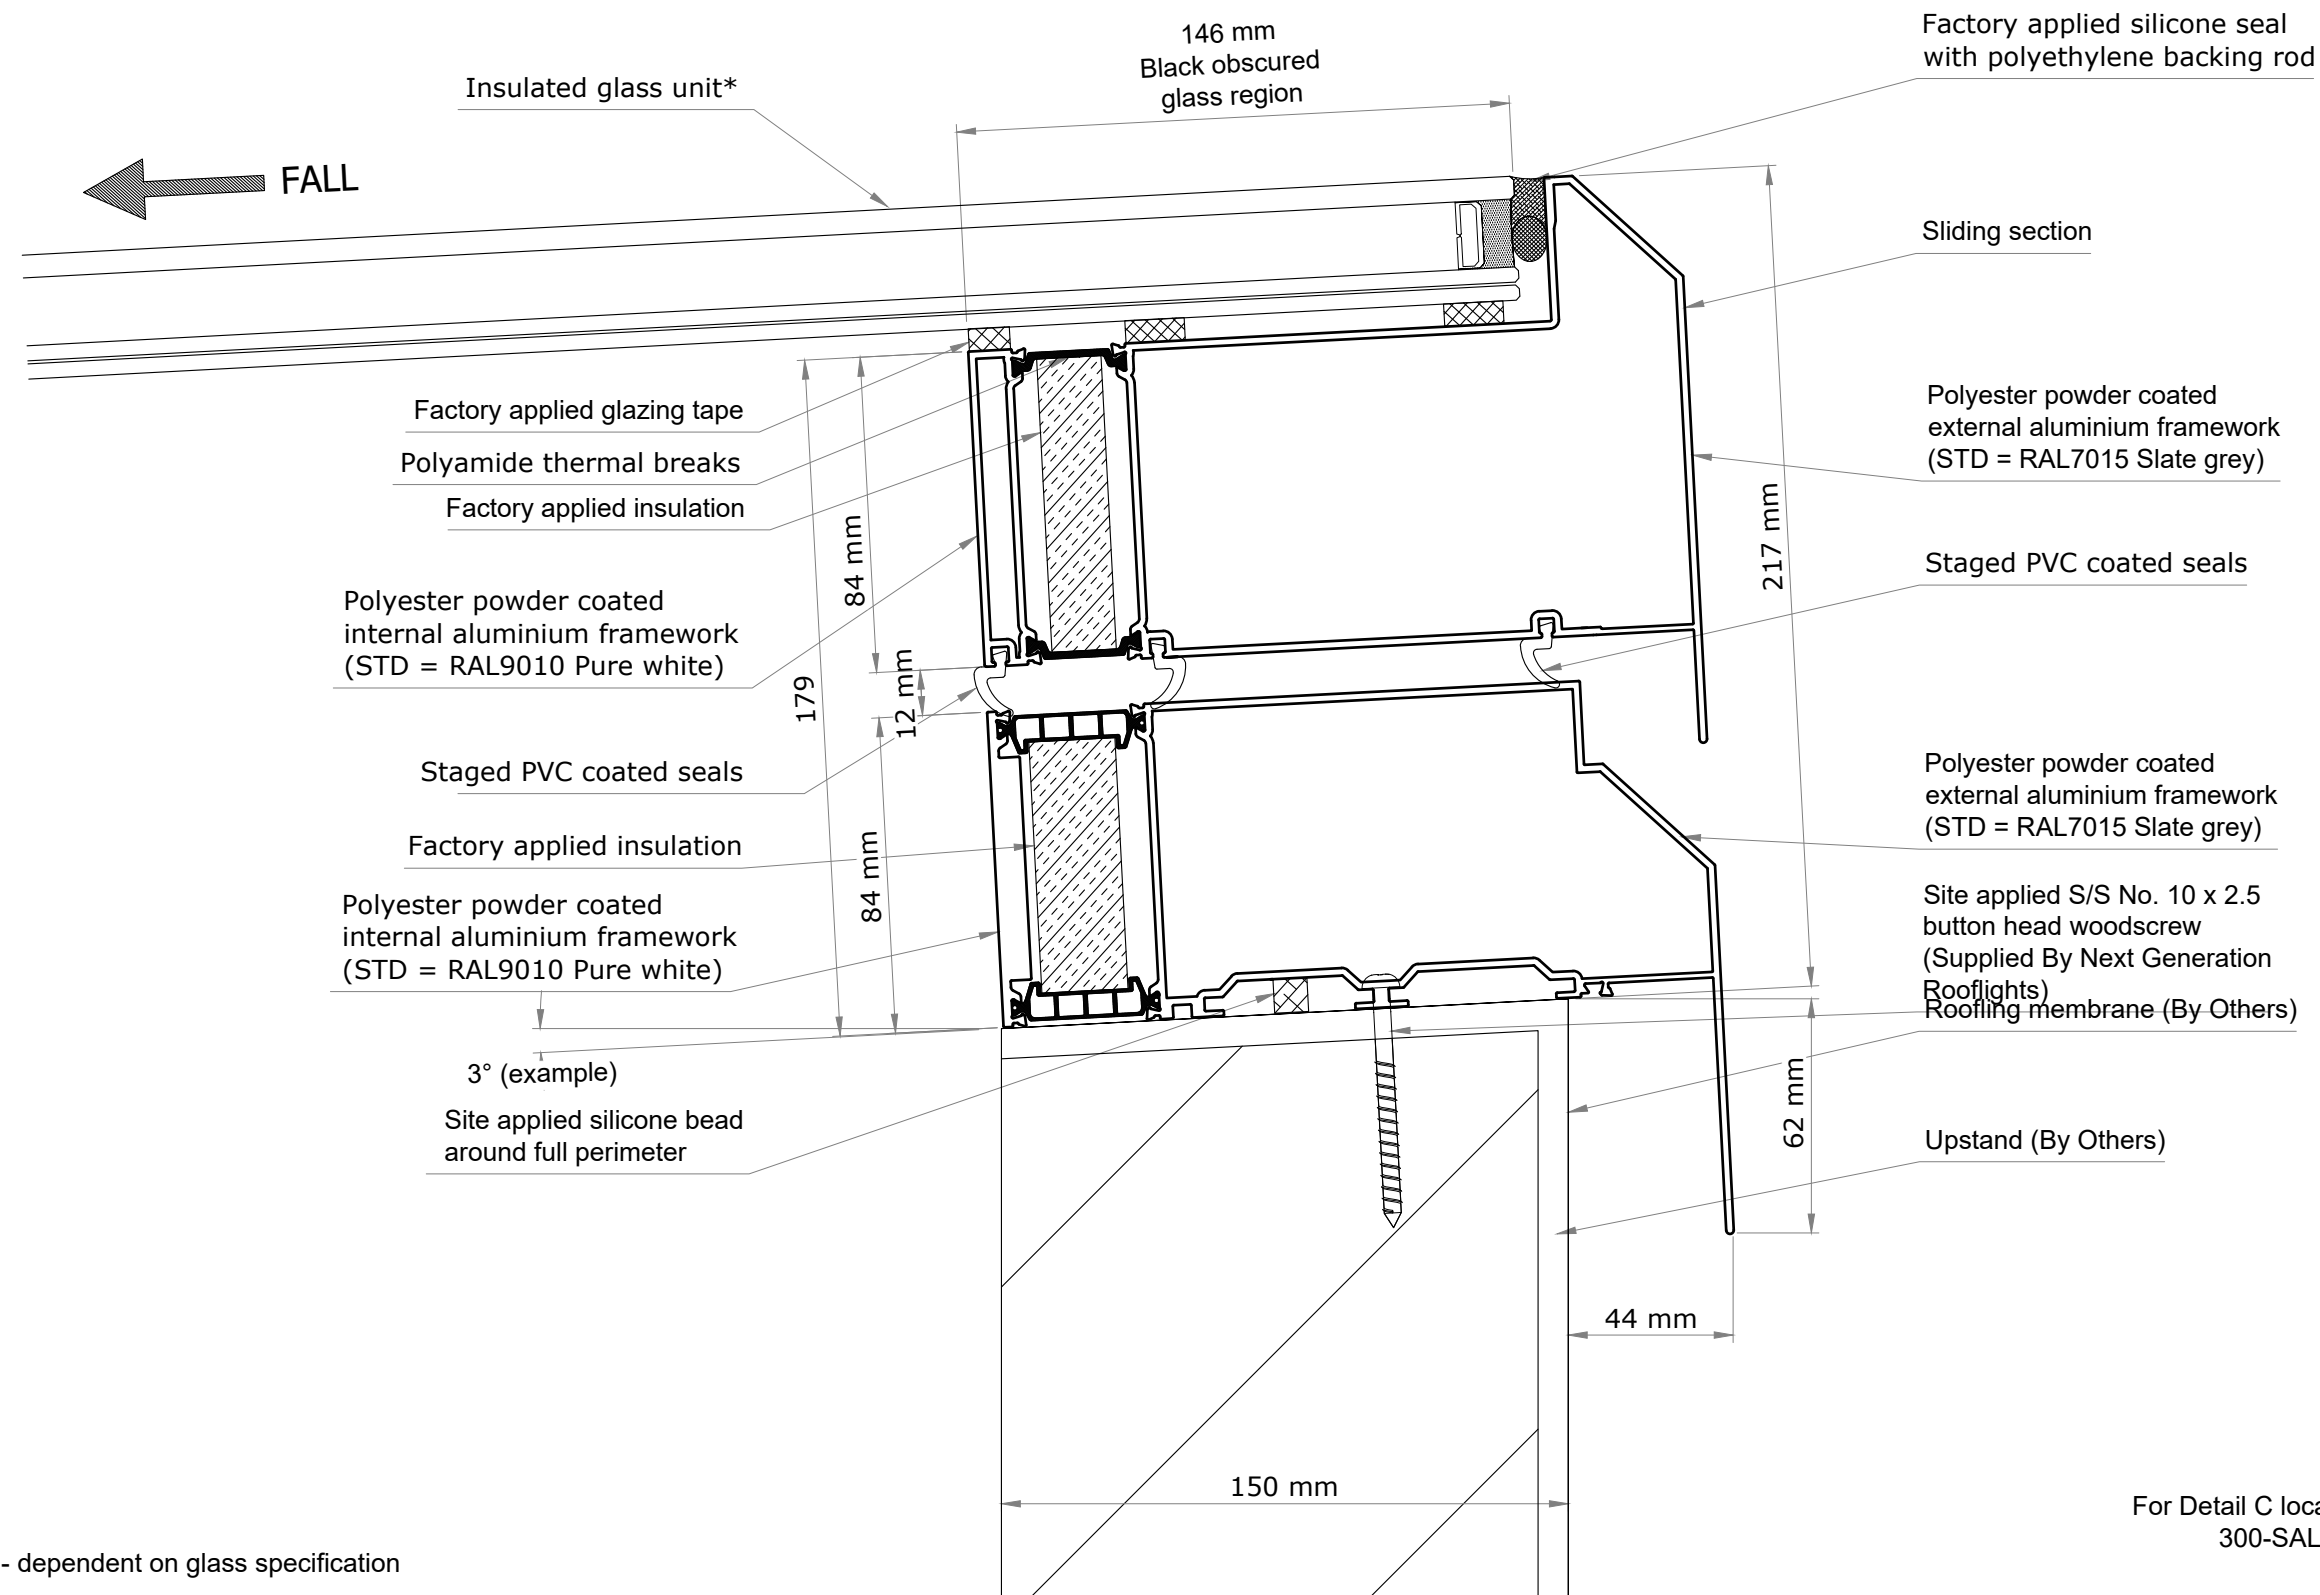 146 mm
Black obscured
glass region
Factory applied silicone seal
with polyethylene backing rod
Insulated glass unit*
FALL
Sliding section
Factory applied glazing tape
Polyamide thermal breaks
Factory applied insulation
Polyester powder coated
internal aluminium framework
(STD = RAL9010 Pure white)
Staged PVC coated seals
Factory applied insulation
Polyester powder coated
internal aluminium framework
(STD = RAL9010 Pure white)
3° (example)
Site applied silicone bead
around full perimeter
84 mm
179
12 mm
84 mm
217 mm
62 mm
44 mm
150 mm
Polyester powder coated
external aluminium framework
(STD = RAL7015 Slate grey)
Staged PVC coated seals
Polyester powder coated
external aluminium framework
(STD = RAL7015 Slate grey)
Site applied S/S No. 10 x 2.5
button head woodscrew
(Supplied By Next Generation
Rooflights)
Roofling membrane (By Others)
Upstand (By Others)
- dependent on glass specification
For Detail C loca
300-SAL